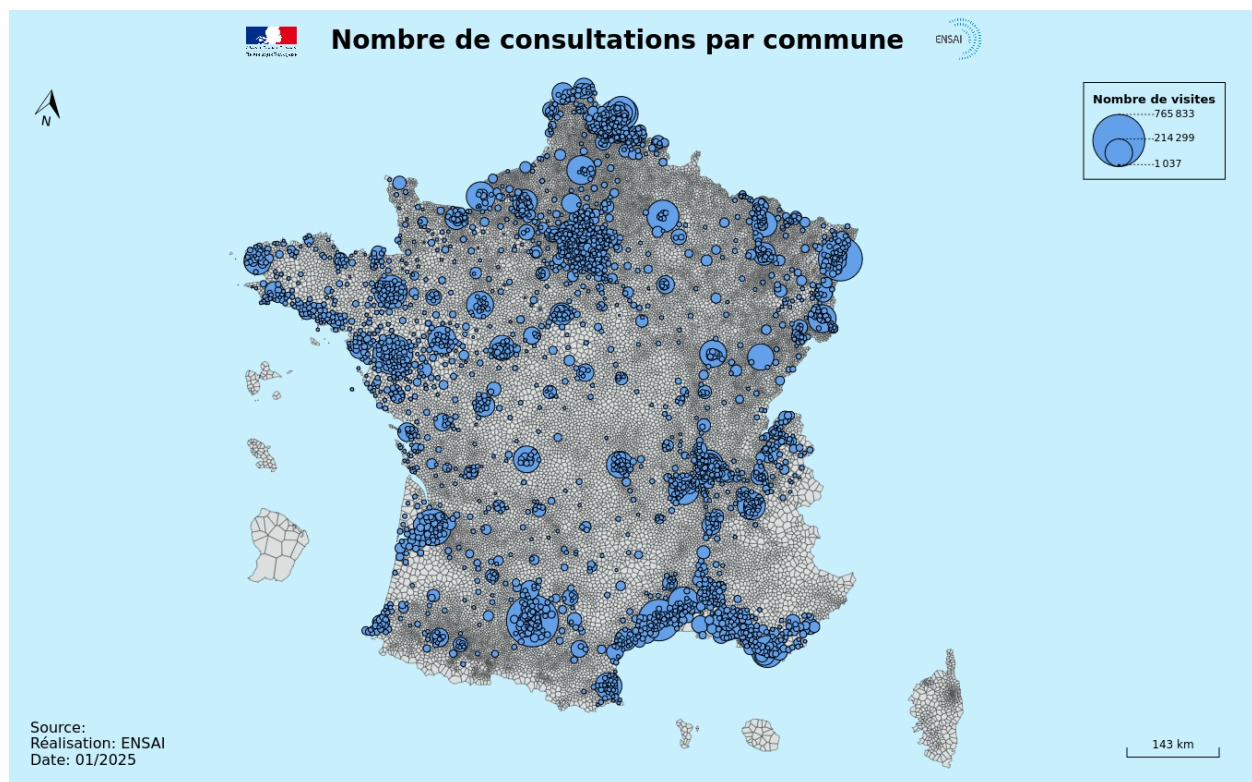 Nombre de consultations par commune
ENSAI
N
Nombre de visites
765 833
214 299
1 037
Source:
Réalisation: ENSAI
Date: 01/2025
143 km